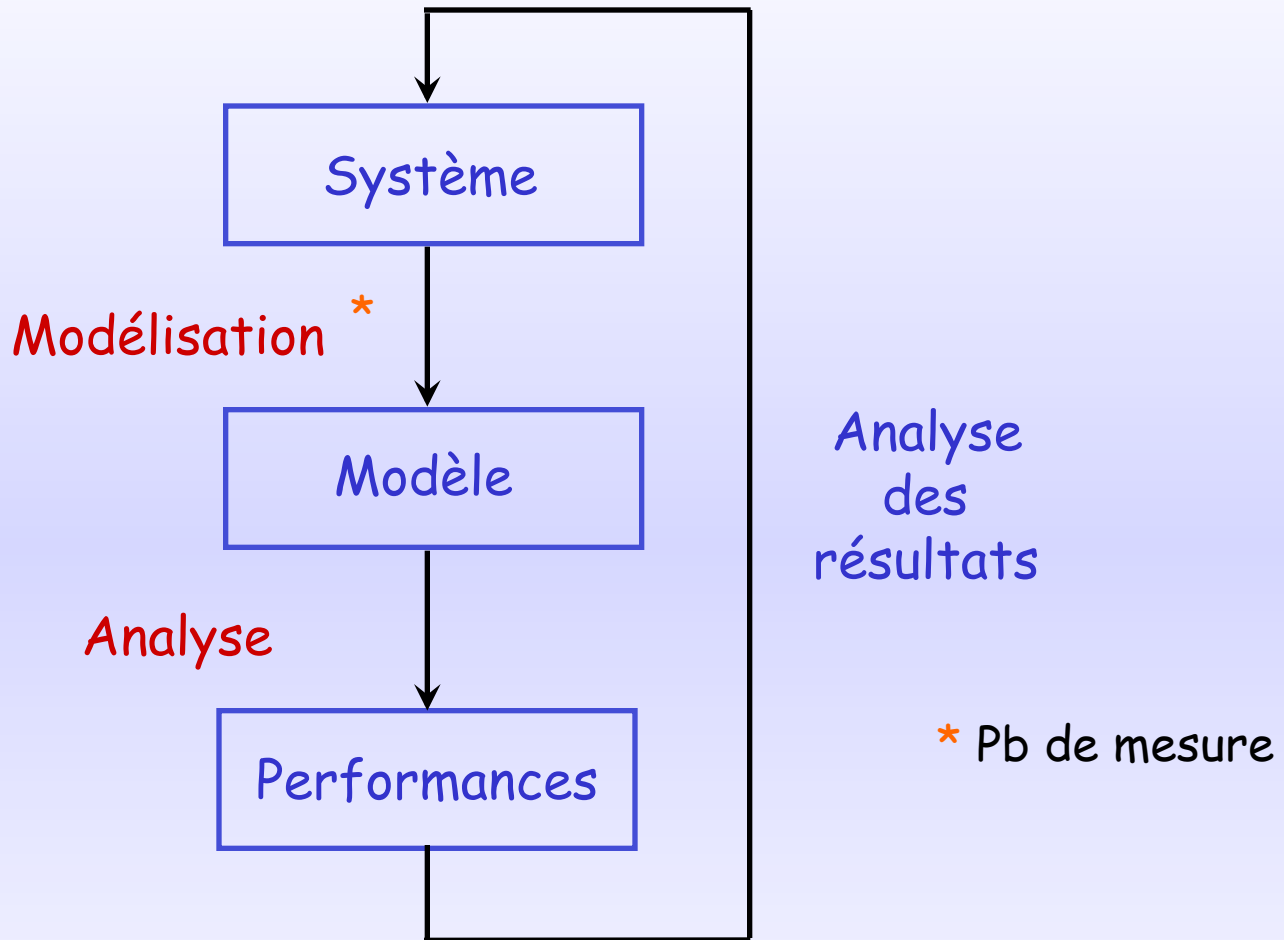 Système
Modélisation *
Modèle
Analyse
des
résultats
Analyse
* Pb de mesure
Performances